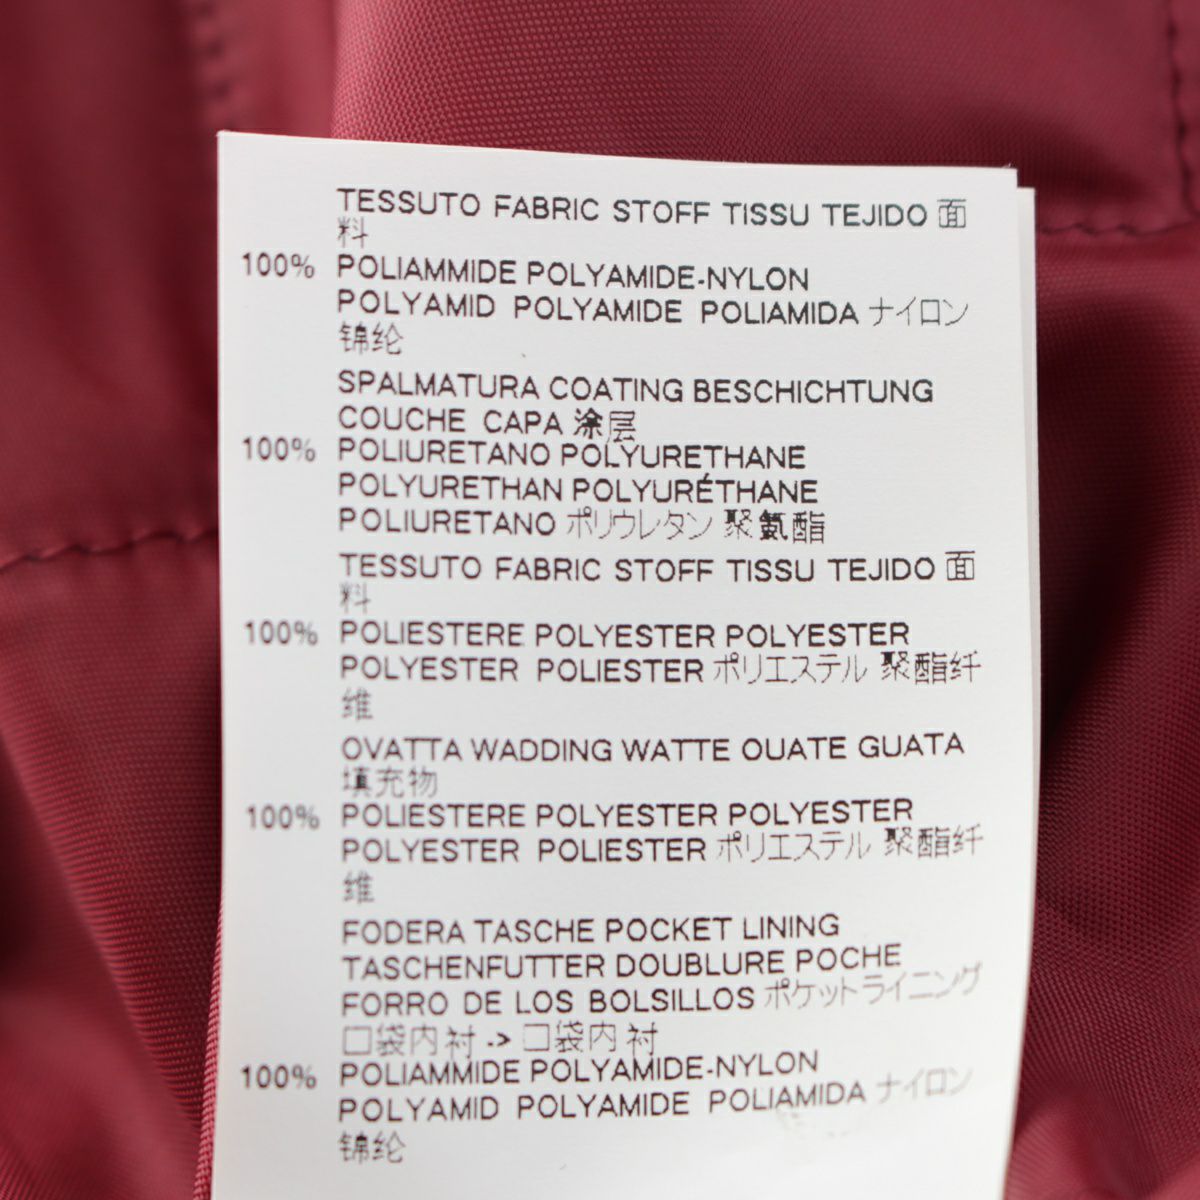 TESSUTO FABRIC STOFF TISSU TEJIDO 面
料
100% POLIAMMIDE POLYAMIDE-NYLON
POLYAMID POLYAMIDE POLIAMIDA ナイロン
锦纶
SPALMATURA COATING BESCHICHTUNG
COUCHE CAPA 涂层
100% POLIURETANO POLYURETHANE
POLYURETHAN POLYURÉTHANE
POLIURETANO ポリウレタン 聚氨酯
TESSUTO FABRIC STOFF TISSU TEJIDO 面
料
100% POLIESTERE POLYESTER POLYESTER
POLYESTER POLIESTER ポリエステル 聚酯纤
维
OVATTA WADDING WATTE OUATE GUATA
填充物
100% POLIESTERE POLYESTER POLYESTER
POLYESTER POLIESTER ポリエステル 聚酯纤
维
FODERA TASCHE POCKET LINING
TASCHENFUTTER DOUBLURE POCHE
FORRO DE LOS BOLSILLOS ポケットライニング
口袋内衬 -> 口袋内衬
100% POLIAMMIDE POLYAMIDE-NYLON
POLYAMID POLYAMIDE POLIAMIDA ナイロン
锦纶